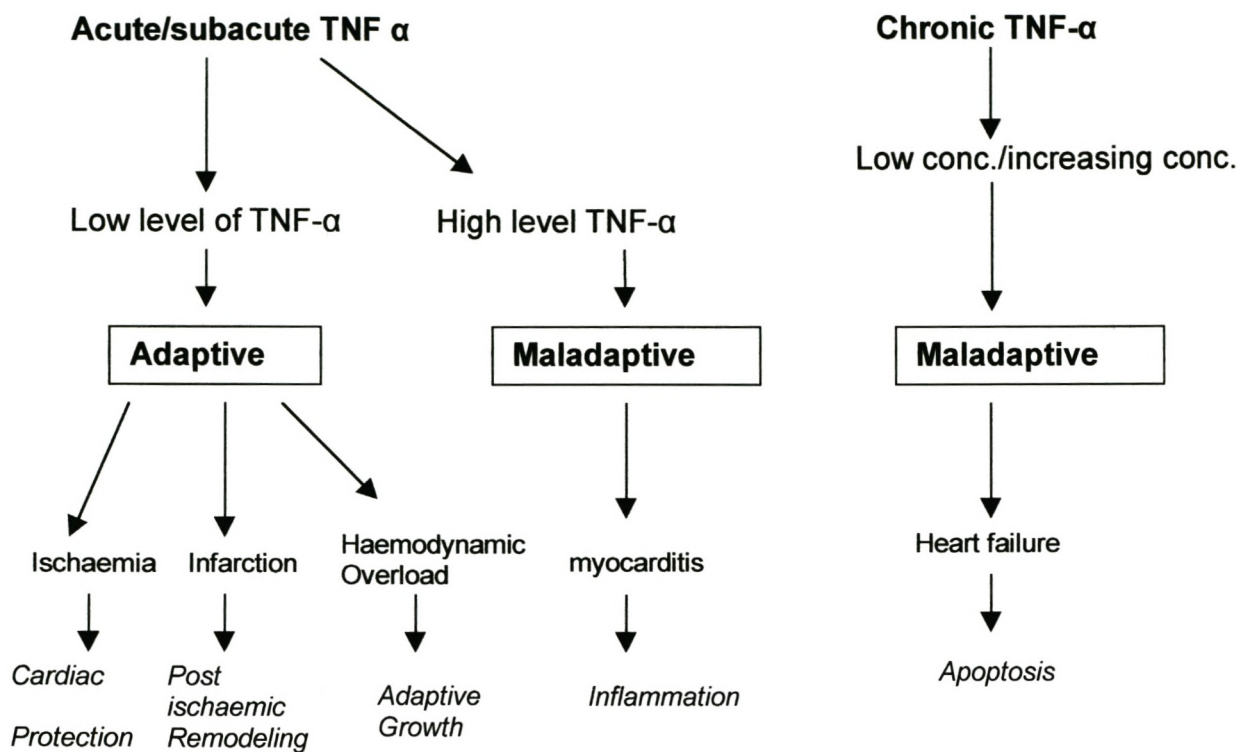 Acute/subacute TNF α
Chronic TNF-α
Low conc./increasing conc.
Low level of TNF-α
High level TNF-α
Adaptive
Maladaptive
Maladaptive
Ischaemia
Infarction
Haemodynamic
Overload
myocarditis
Heart failure
Cardiac
Protection
Post
ischaemic
Remodeling
Adaptive
Growth
Inflammation
Apoptosis